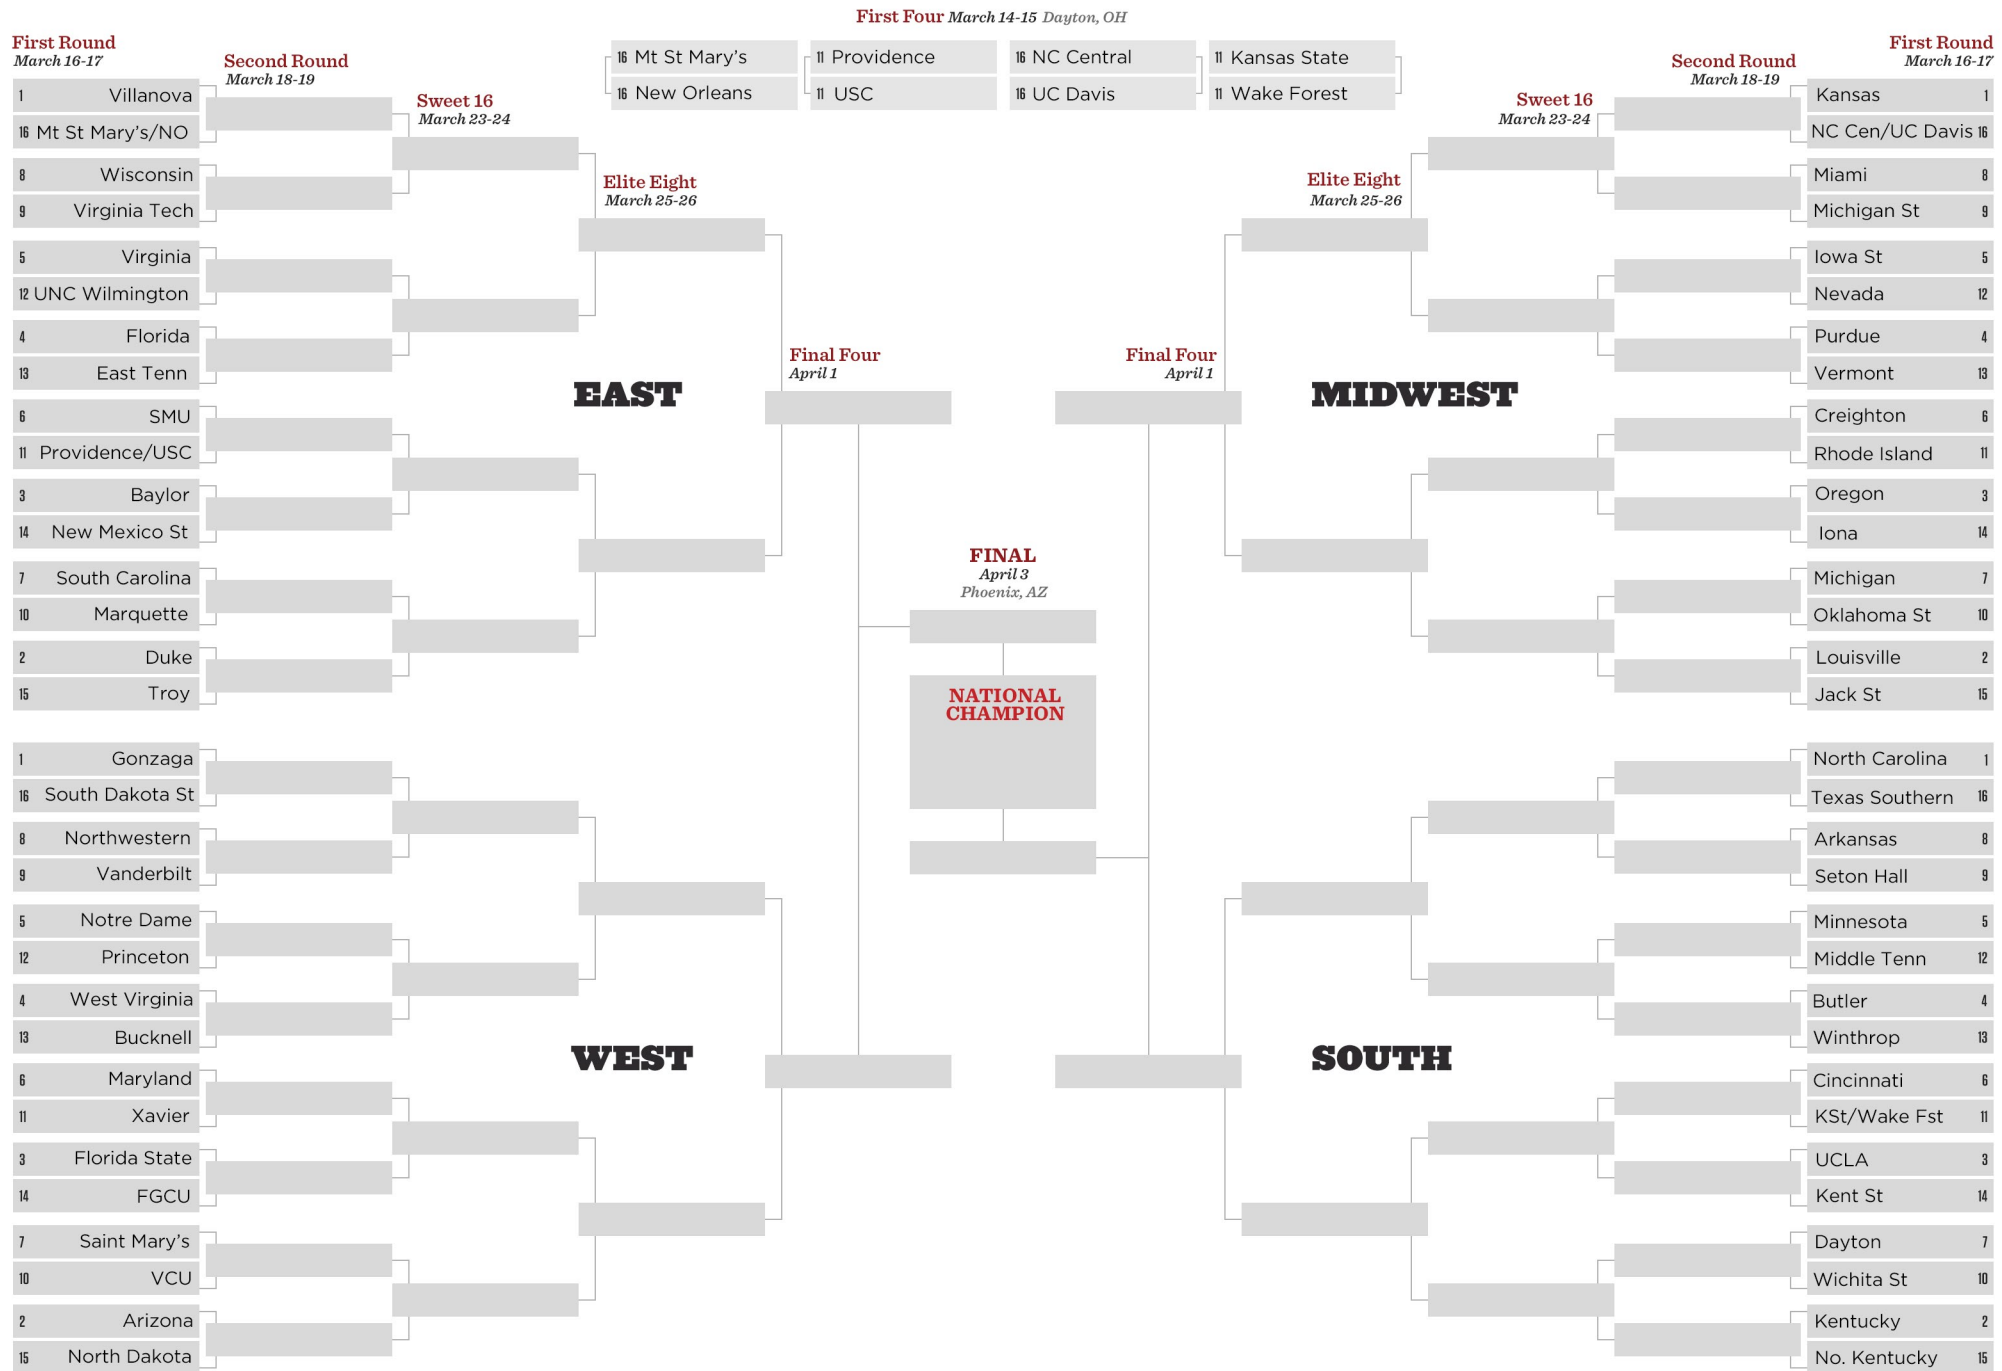 First Four March 14-15 Dayton, OH
16 Mt St Mary's
16 New Orleans
11 Providence
11 USC
16 NC Central
16 UC Davis
11 Kansas State
11 Wake Forest
First Round
March 16-17
Second Round
March 18-19
Sweet 16
March 23-24
Elite Eight
March 25-26
Final Four
April 1
1 Villanova
16 Mt St Mary's/NO
8 Wisconsin
9 Virginia Tech
5 Virginia
12 UNC Wilmington
4 Florida
13 East Tenn
6 SMU
11 Providence/USC
3 Baylor
14 New Mexico St
7 South Carolina
10 Marquette
2 Duke
15 Troy
EAST
1 Gonzaga
16 South Dakota St
8 Northwestern
9 Vanderbilt
5 Notre Dame
12 Princeton
4 West Virginia
13 Bucknell
6 Maryland
11 Xavier
3 Florida State
14 FGCU
7 Saint Mary's
10 VCU
2 Arizona
15 North Dakota
WEST
FINAL
April 3
Phoenix, AZ
NATIONAL
CHAMPION
First Round
March 16-17
Second Round
March 18-19
Sweet 16
March 23-24
Elite Eight
March 25-26
Final Four
April 1
Kansas 1
NC Cen/UC Davis 16
Miami 8
Michigan St 9
Iowa St 5
Nevada 12
Purdue 4
Vermont 13
Creighton 6
Rhode Island 11
Oregon 3
Iona 14
Michigan 7
Oklahoma St 10
Louisville 2
Jack St 15
MIDWEST
North Carolina 1
Texas Southern 16
Arkansas 8
Seton Hall 9
Minnesota 5
Middle Tenn 12
Butler 4
Winthrop 13
Cincinnati 6
KSt/Wake Fst 11
UCLA 3
Kent St 14
Dayton 7
Wichita St 10
Kentucky 2
No. Kentucky 15
SOUTH